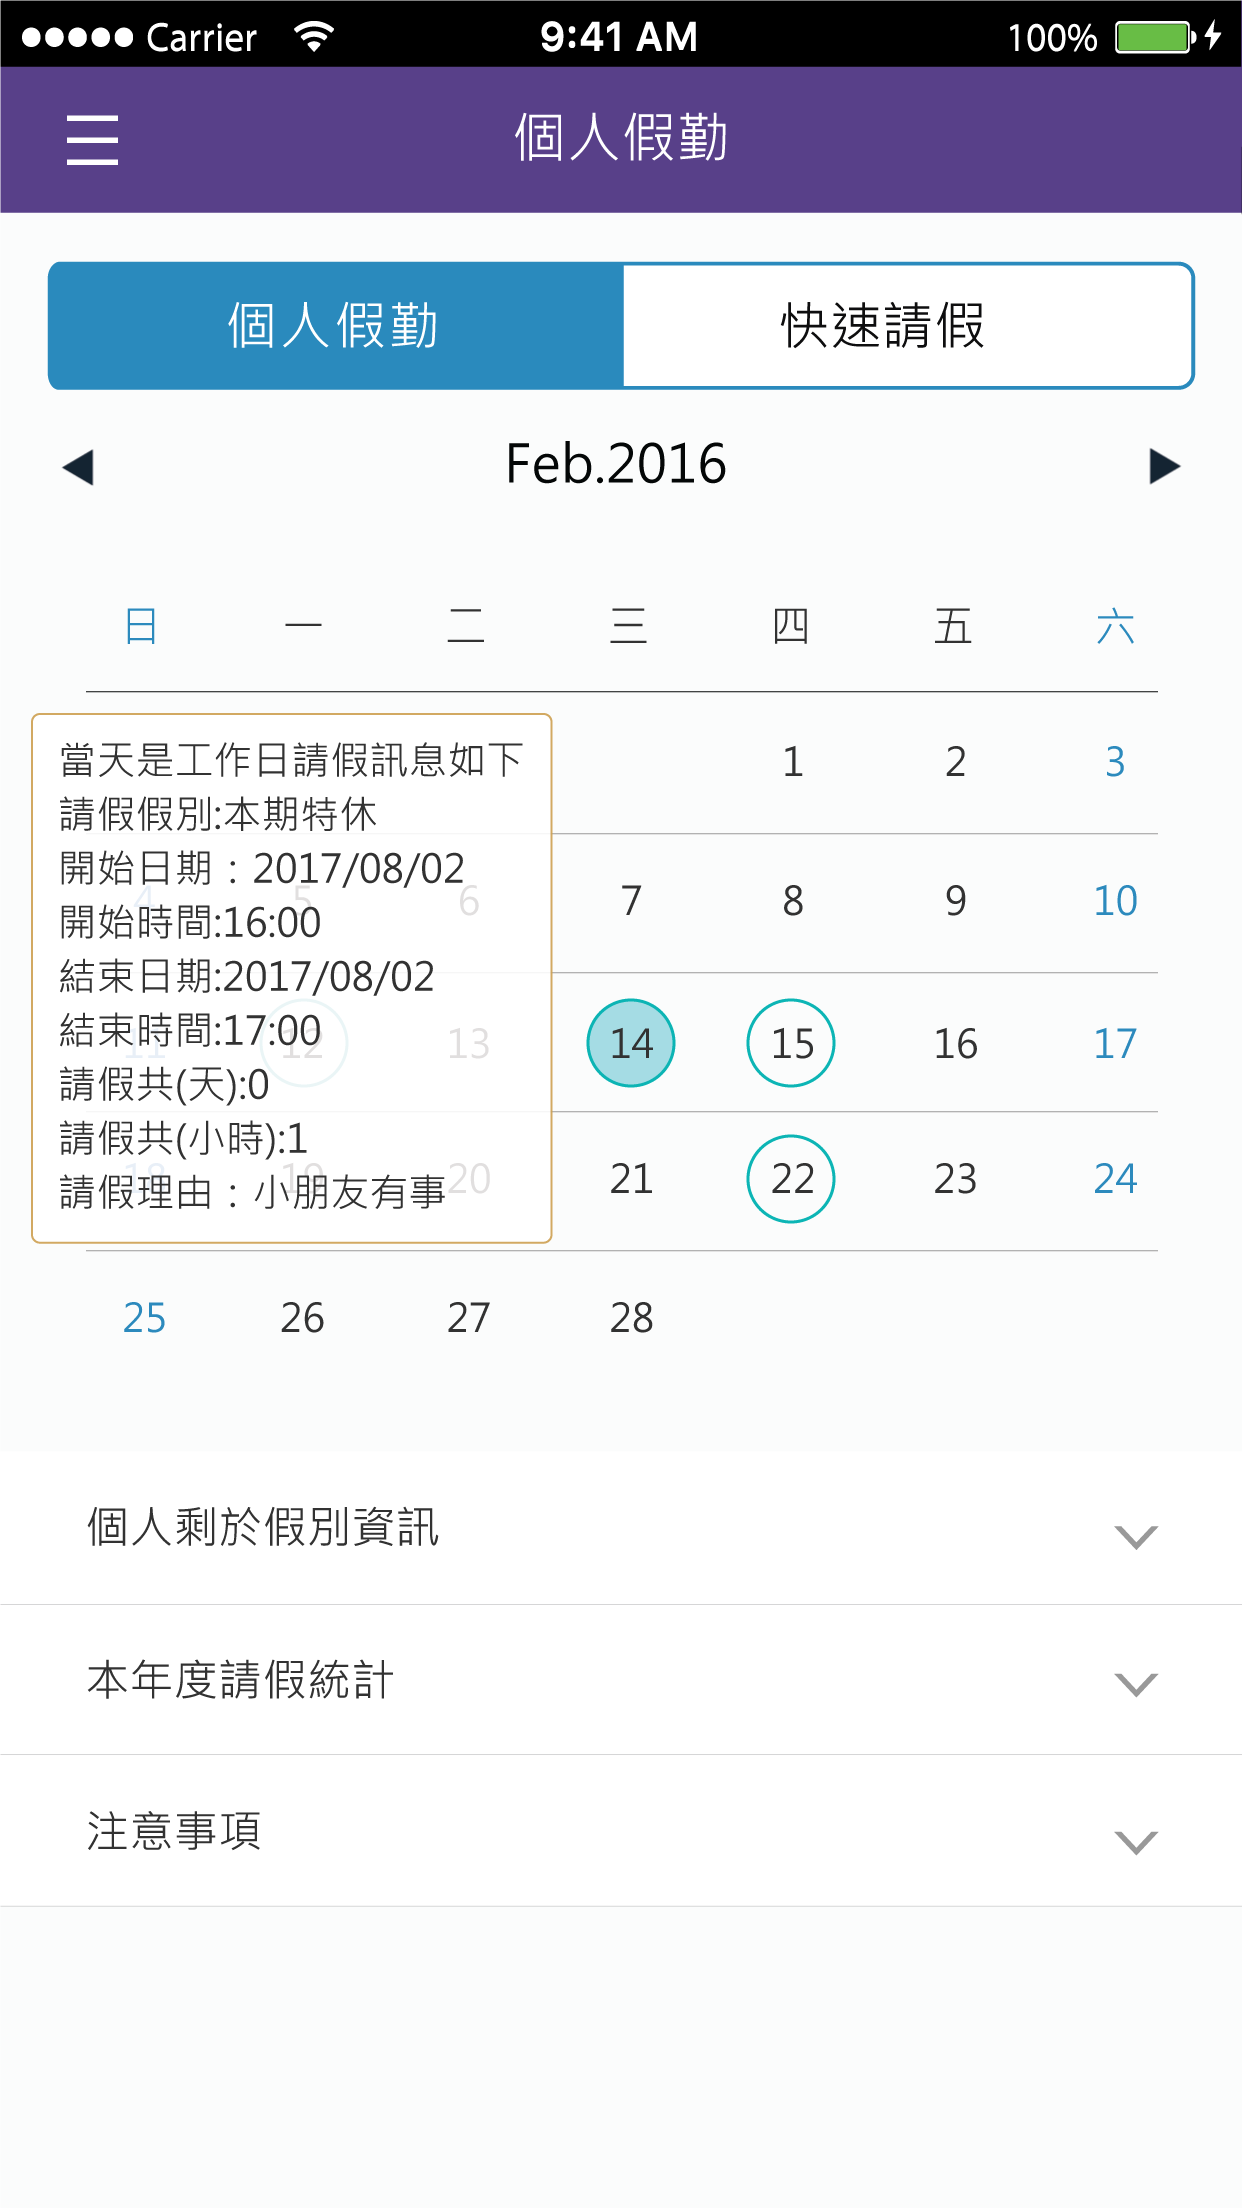 Carrier 9:41 AM 100%
個人假勤
個人假勤 快速請假
Feb.2016
日 一 二 三 四 五 六
1 2 3
當天是工作日請假訊息如下
請假假別:本期特休
開始日期：2017/08/02
開始時間:16:00
結束日期:2017/08/02
結束時間:17:00
請假共(天):0
請假共(小時):1
請假理由：小朋友有事
4 5 6 7 8 9 10
11 12 13 14 15 16 17
18 19 20 21 22 23 24
25 26 27 28
個人剩於假別資訊
本年度請假統計
注意事項